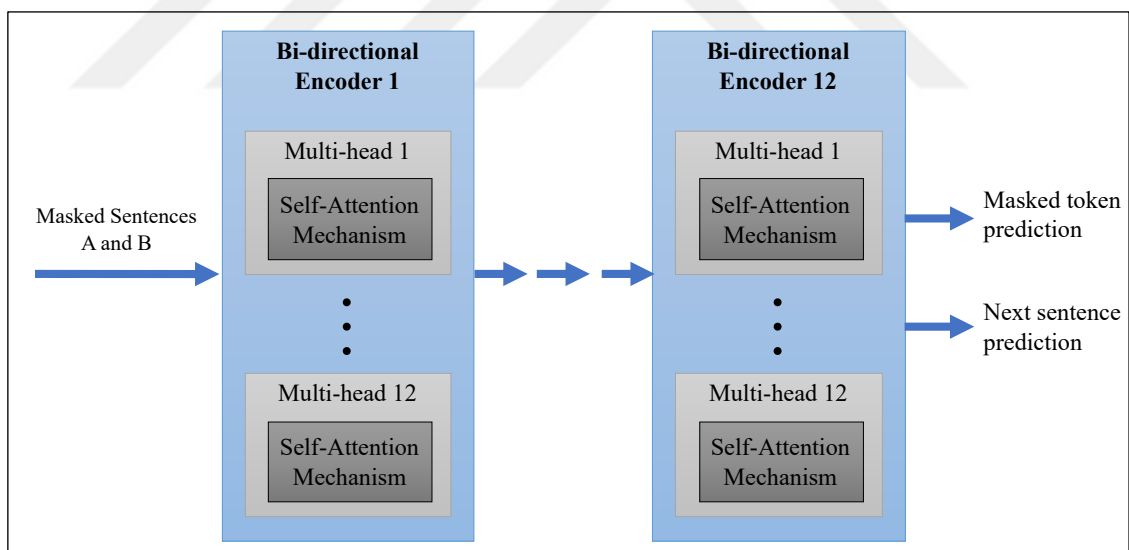 Masked Sentences
A and B
Bi-directional
Encoder 1
Multi-head 1
Self-Attention
Mechanism
Multi-head 12
Self-Attention
Mechanism
Bi-directional
Encoder 12
Multi-head 1
Self-Attention
Mechanism
Multi-head 12
Self-Attention
Mechanism
Masked token
prediction
Next sentence
prediction